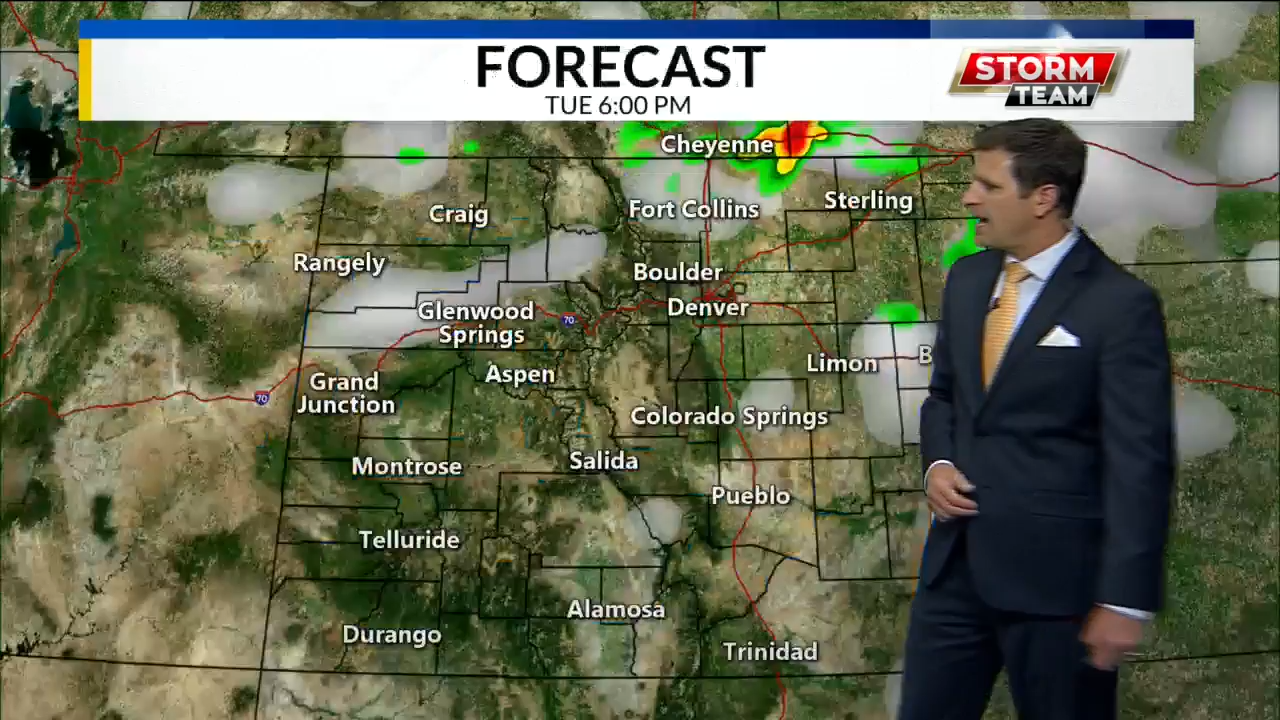 FORECAST
TUE 6:00 PM
STORM
TEAM
Cheyenne
Craig
Fort Collins
Sterling
Rangely
Boulder
Glenwood
Springs
70
Denver
Limon
B
Aspen
Grand
Junction
70
Colorado Springs
Montrose
Salida
Pueblo
Telluride
Alamosa
Durango
Trinidad